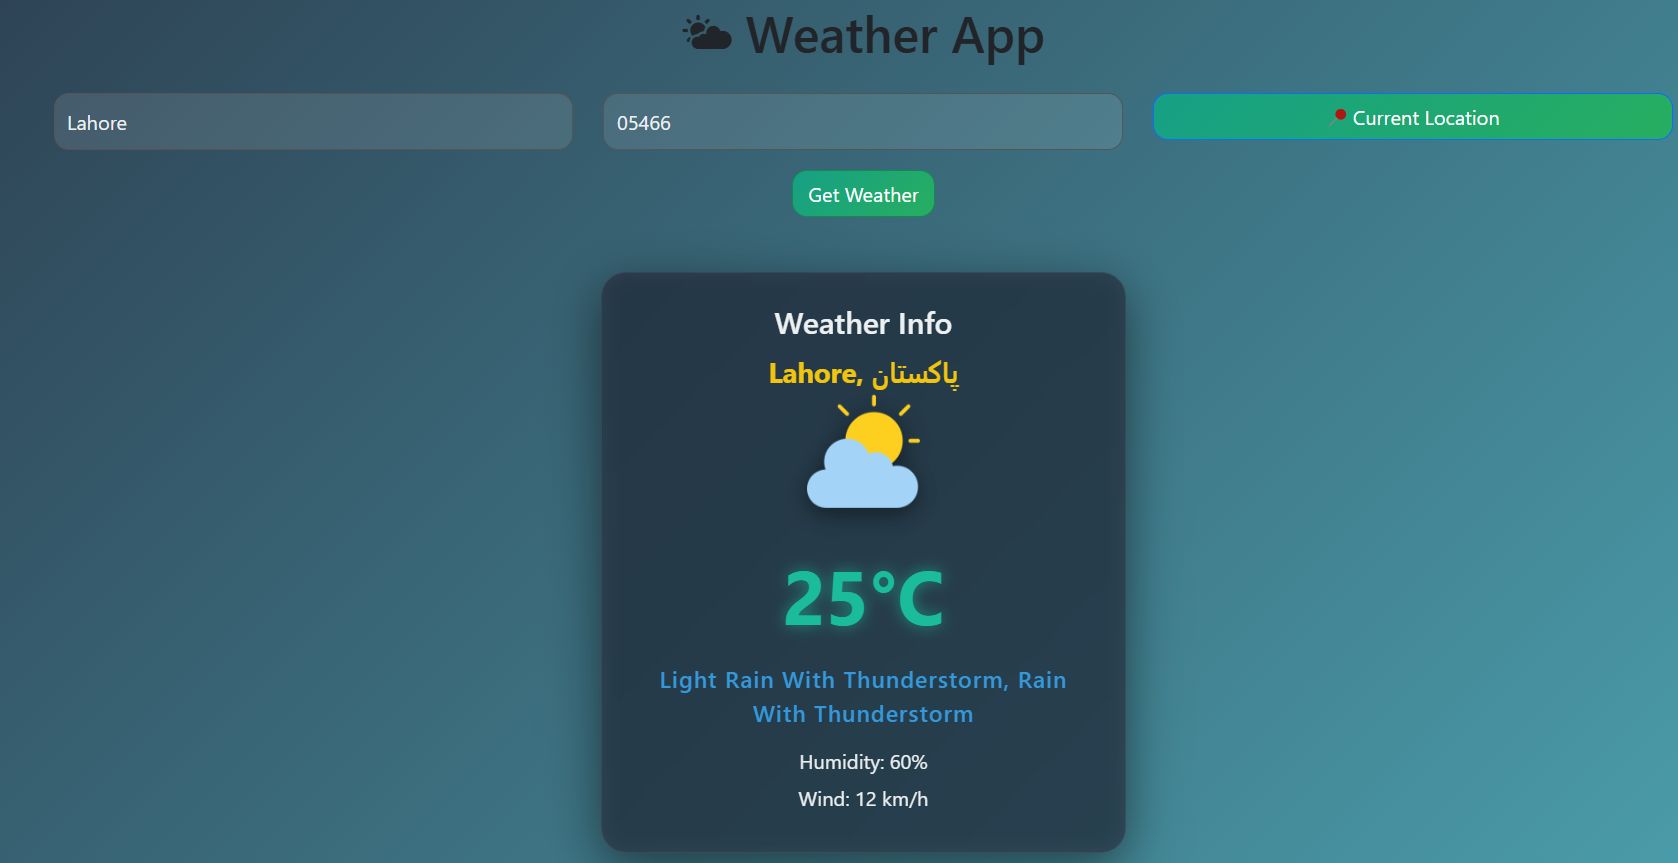 Weather App
Lahore
05466
Current Location
Get Weather
Weather Info
Lahore, پاکستان
25°C
Light Rain With Thunderstorm, Rain
With Thunderstorm
Humidity: 60%
Wind: 12 km/h